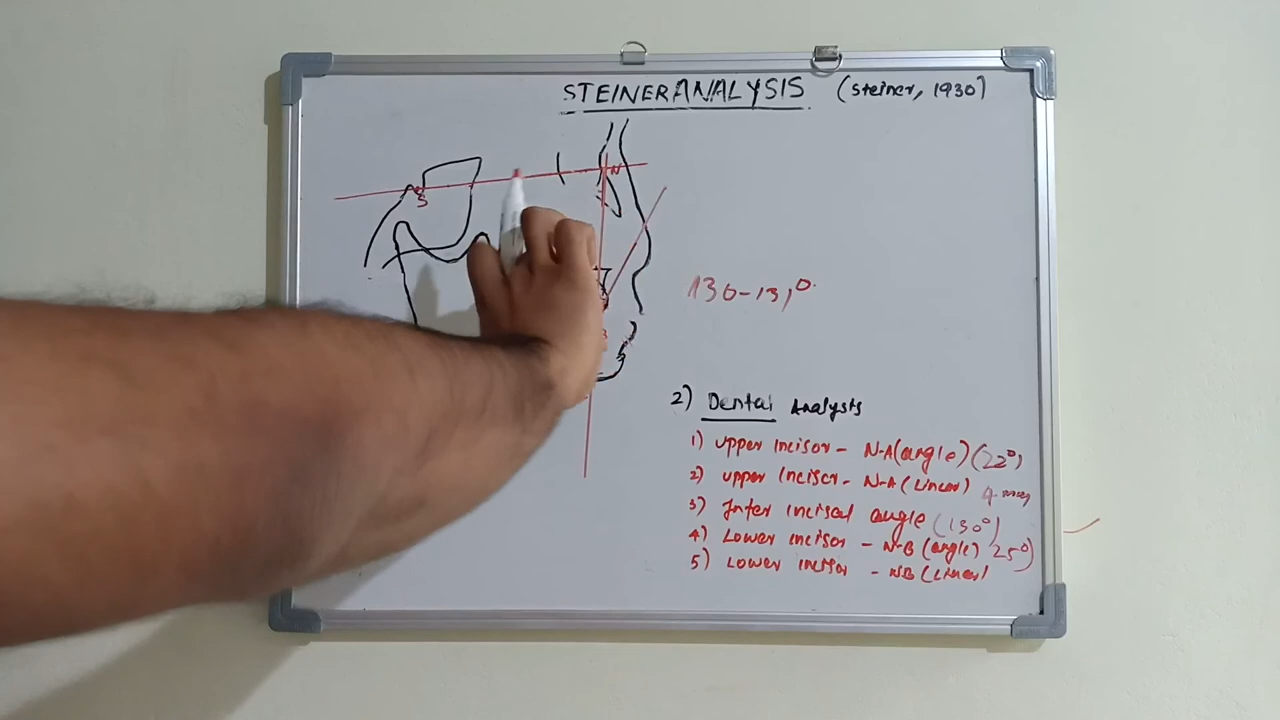 STEINER ANALYSIS (Steiner, 1930)
N
S
130-131°
2) Dental Analysis
1) Upper Incisor - N-A (angle) (22°)
2) Upper Incisor - N-A (Linear) 4 mm
3) Inter incisal angle (130°)
4) Lower incisor - N-B (angle) 25°)
5) Lower incisor - NB (Linear)